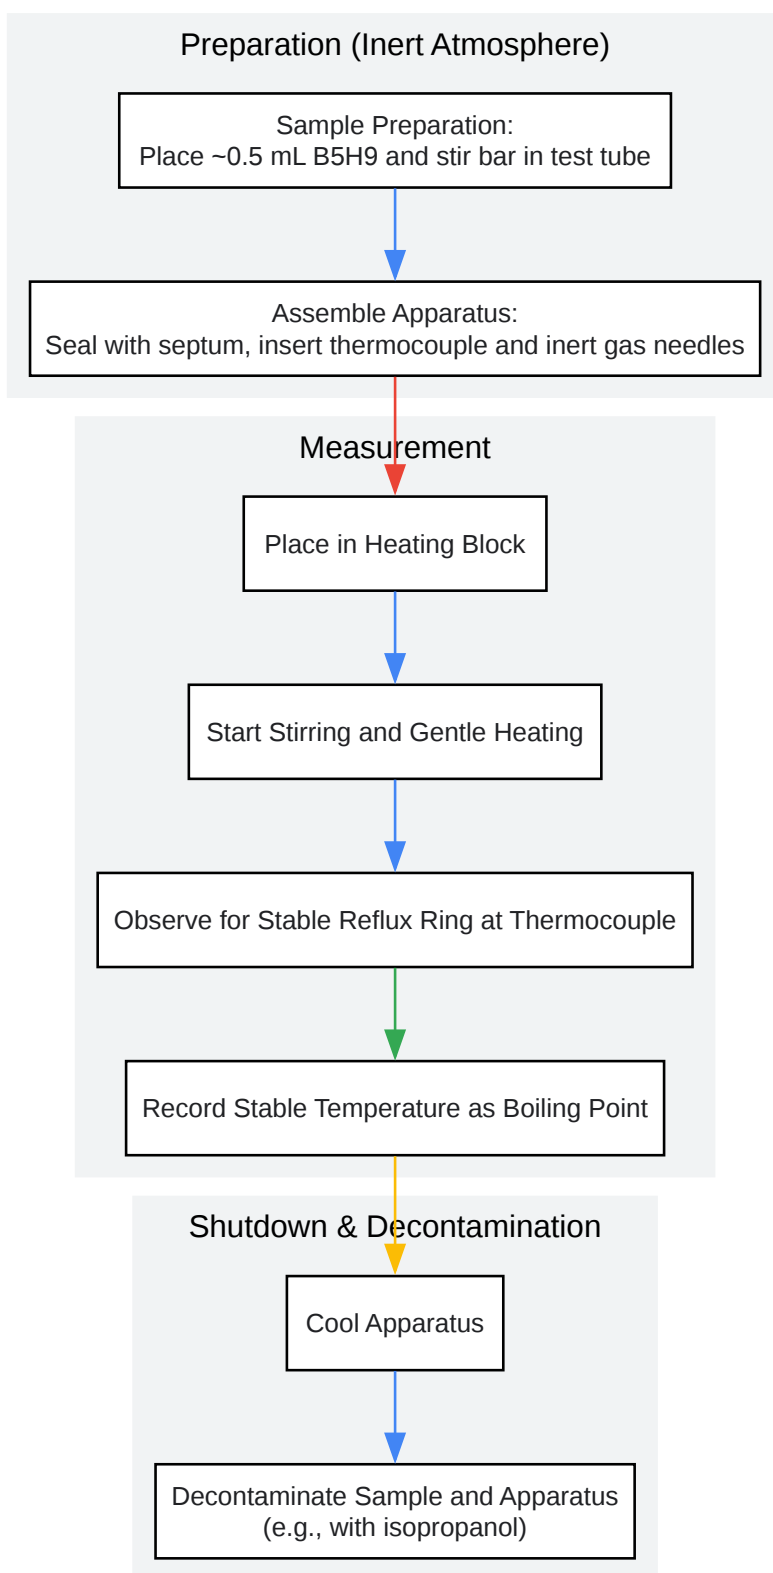 Preparation (Inert Atmosphere)
Sample Preparation:
Place ~0.5 mL B5H9 and stir bar in test tube
Assemble Apparatus:
Seal with septum, insert thermocouple and inert gas needles
Measurement
Place in Heating Block
Start Stirring and Gentle Heating
Observe for Stable Reflux Ring at Thermocouple
Record Stable Temperature as Boiling Point
Shutdown & Decontamination
Cool Apparatus
Decontaminate Sample and Apparatus
(e.g., with isopropanol)